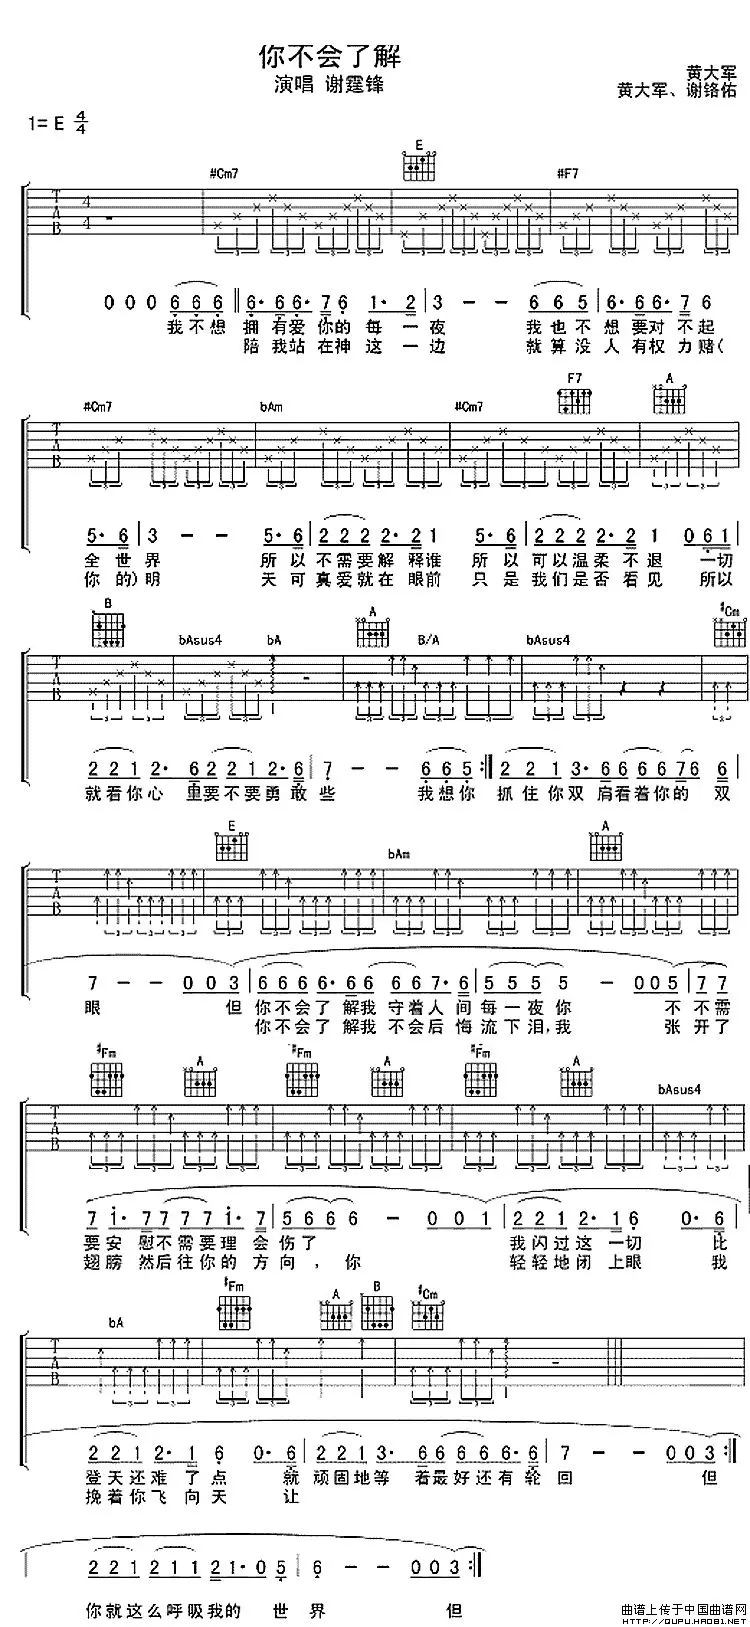 你不会了解
演唱 谢霆锋
黄大军
黄大军、谢铬佑
1= E 4/4
E
#Cm7 #F7
T A B 4/4
0 0 0 6 6 6 6· 6 6· 7 6 1· 2 3 - - 6 6 5 6· 6 6· 7 6
我不想 拥有爱你的 每一夜 我也不想要对不起
陪我站在神这一边 就算没人有权力赌(
#Cm7 bAm #Cm7 F7 A
T A B
5· 6 3 - - 5· 6 2 2 2 2· 2 1 5· 6 2 2 2 2· 2 1 0 6 1
全世界 所以不需要解释谁 所以可以温柔不退 一切
你的)明 天可真爱就在眼前 只是我们是否看见 所以
B bAsus4 bA A B/A bAsus4 #Cm
T A B
2 2 1 2· 6 2 2 1 2· 6 7 - - 6 6 5 2 2 1 3· 6 6 6 6 7 6 6
就看你心 重要不要勇敢些 我想你 抓住你双肩看着你的 双
E bAm A
T A B
7 - - 0 0 3 6 6 6 6· 6 6 6 6 7· 6 5 5 5 5 - 0 0 5 7 7
眼 但 你不会了解我 守着人间每一夜你 不 不需
你不会了解我 不会后悔流下泪,我 张开了
#Fm A #Fm A #Fm A bAsus4
T A B
7 1· 7 7 7 7 1· 7 5 6 6 6 - 0 0 1 2 2 1 2· 1 6 0· 6
要安慰不需要理会伤了 我闪过这一切 比
翅膀然后往你的方向,你 轻轻地闭上眼 我
bA #Fm A B #Cm
T A B
2 2 1 2· 1 6 0· 6 2 2 1 2· 6 6 6 6 6 7 - - 0 0 3
登天还难了点 就 顽固地等着最好还有轮回 但
挽着你飞向天 让
2 2 1 2 1 1 2 1· 0 5 6 - - 0 0 3
你就这么呼吸我的 世界 但
曲谱上传于中国曲谱网
HTTP://QUPU.HAO81.NET